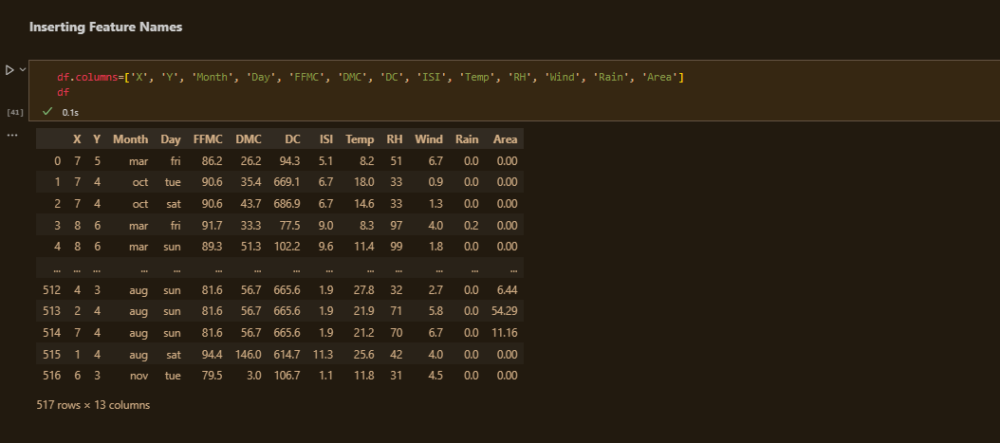 Inserting Feature Names
df.columns=['X', 'Y', 'Month', 'Day', 'FFMC', 'DMC', 'DC', 'ISI', 'Temp', 'RH', 'Wind', 'Rain', 'Area']
df
[41] 0.1s
...
X Y Month Day FFMC DMC DC ISI Temp RH Wind Rain Area
0 7 5 mar fri 86.2 26.2 94.3 5.1 8.2 51 6.7 0.0 0.00
1 7 4 oct tue 90.6 35.4 669.1 6.7 18.0 33 0.9 0.0 0.00
2 7 4 oct sat 90.6 43.7 686.9 6.7 14.6 33 1.3 0.0 0.00
3 8 6 mar fri 91.7 33.3 77.5 9.0 8.3 97 4.0 0.2 0.00
4 8 6 mar sun 89.3 51.3 102.2 9.6 11.4 99 1.8 0.0 0.00
... ... ... ... ... ... ... ... ... ... ... ... ... ...
512 4 3 aug sun 81.6 56.7 665.6 1.9 27.8 32 2.7 0.0 6.44
513 2 4 aug sun 81.6 56.7 665.6 1.9 21.9 71 5.8 0.0 54.29
514 7 4 aug sun 81.6 56.7 665.6 1.9 21.2 70 6.7 0.0 11.16
515 1 4 aug sat 94.4 146.0 614.7 11.3 25.6 42 4.0 0.0 0.00
516 6 3 nov tue 79.5 3.0 106.7 1.1 11.8 31 4.5 0.0 0.00
517 rows × 13 columns